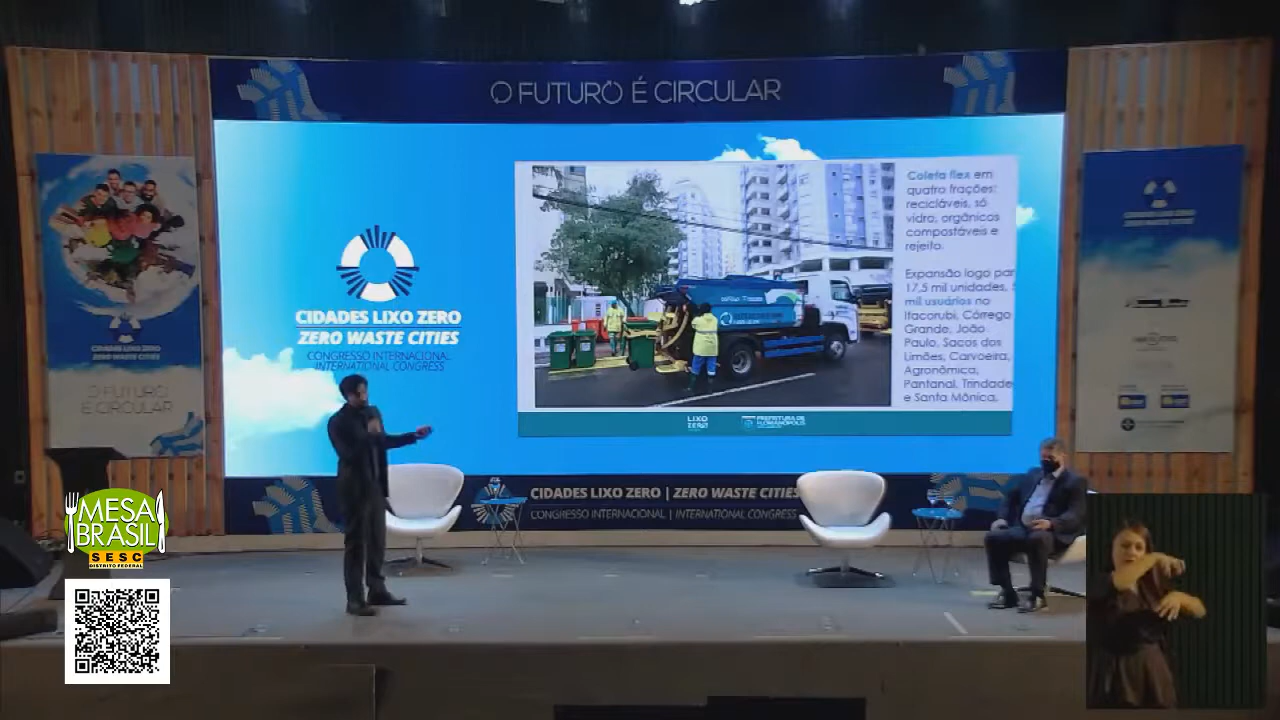 O FUTURO É CIRCULAR
CIDADES LIXO ZERO
ZERO WASTE CITIES
CONGRESSO INTERNACIONAL
INTERNATIONAL CONGRESS
Coleta flex em
quatro frações:
recicláveis, só
vidro, orgânicos
compostáveis e
rejeito.
Expansão logo par
17,5 mil unidades,
mil usuários no
Itacorubi, Córrego
Grande, João
Paulo, Sacos dos
Limões, Carvoeira,
Agronômica,
Pantanal, Trindade
e Santa Mônica.
LIXO
ZERO
PREFEITURA DE
FLORIANÓPOLIS
CIDADES LIXO ZERO
ZERO WASTE CITIES
O FUTURO
É CIRCULAR
CIDADES LIXO ZERO | ZERO WASTE CITIES
CONGRESSO INTERNACIONAL | INTERNATIONAL CONGRESS
MESA
BRASIL
SESC
DISTRITO FEDERAL